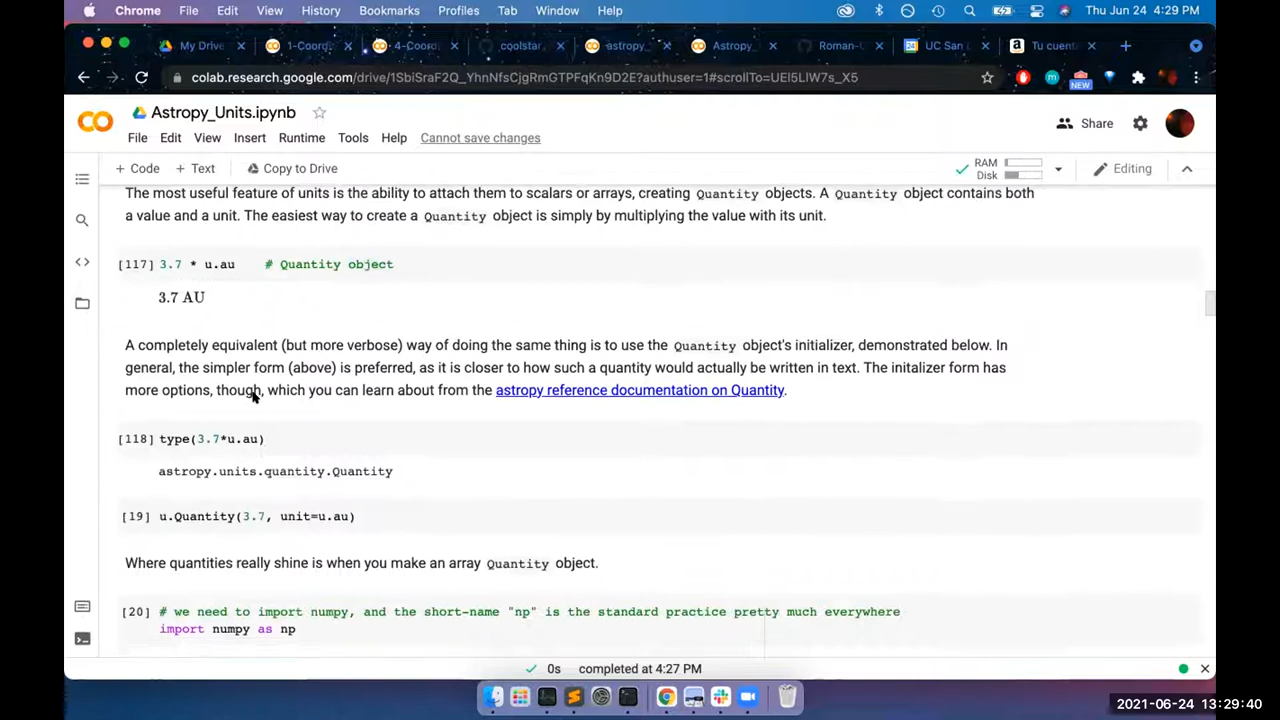 Chrome File Edit View History Bookmarks Profiles Tab Window Help Thu Jun 24 4:29 PM
My Drive 1-Coord 4-Coord coolstar astropy_ Astropy_ Roman- UC San Tu cuent
astropy
colab.research.google.com/drive/1SbiSraF2Q_YhnNfsCjgRmGTPFqKn9D2E?authuser=1#scrollTo=UEl5LlW7s_X5
NEW
Astropy_Units.ipynb
File Edit View Insert Runtime Tools Help Cannot save changes
Share
+ Code + Text Copy to Drive
RAM
Disk
Editing
The most useful feature of units is the ability to attach them to scalars or arrays, creating Quantity objects. A Quantity object contains both
a value and a unit. The easiest way to create a Quantity object is simply by multiplying the value with its unit.
[117] 3.7 * u.au # Quantity object
3.7 AU
A completely equivalent (but more verbose) way of doing the same thing is to use the Quantity object's initializer, demonstrated below. In
general, the simpler form (above) is preferred, as it is closer to how such a quantity would actually be written in text. The initalizer form has
more options, though, which you can learn about from the astropy reference documentation on Quantity.
[118] type(3.7*u.au)
astropy.units.quantity.Quantity
[19] u.Quantity(3.7, unit=u.au)
Where quantities really shine is when you make an array Quantity object.
[20] # we need to import numpy, and the short-name "np" is the standard practice pretty much everywhere
import numpy as np
0s completed at 4:27 PM
2021-06-24 13:29:40